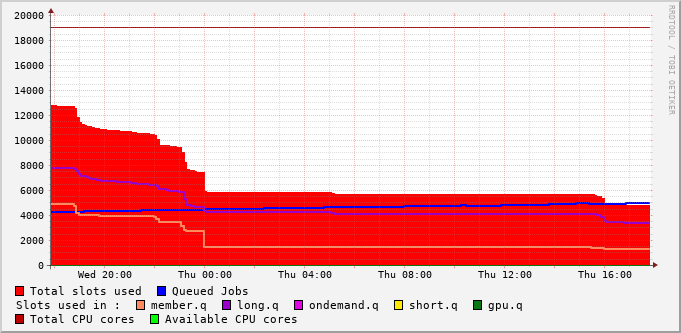 RRDTOOL / TOBI OETIKER
20000
18000
16000
14000
12000
10000
8000
6000
4000
2000
0
Wed 20:00 Thu 00:00 Thu 04:00 Thu 08:00 Thu 12:00 Thu 16:00
Total slots used Queued Jobs
Slots used in : member.q long.q ondemand.q short.q gpu.q
Total CPU cores Available CPU cores